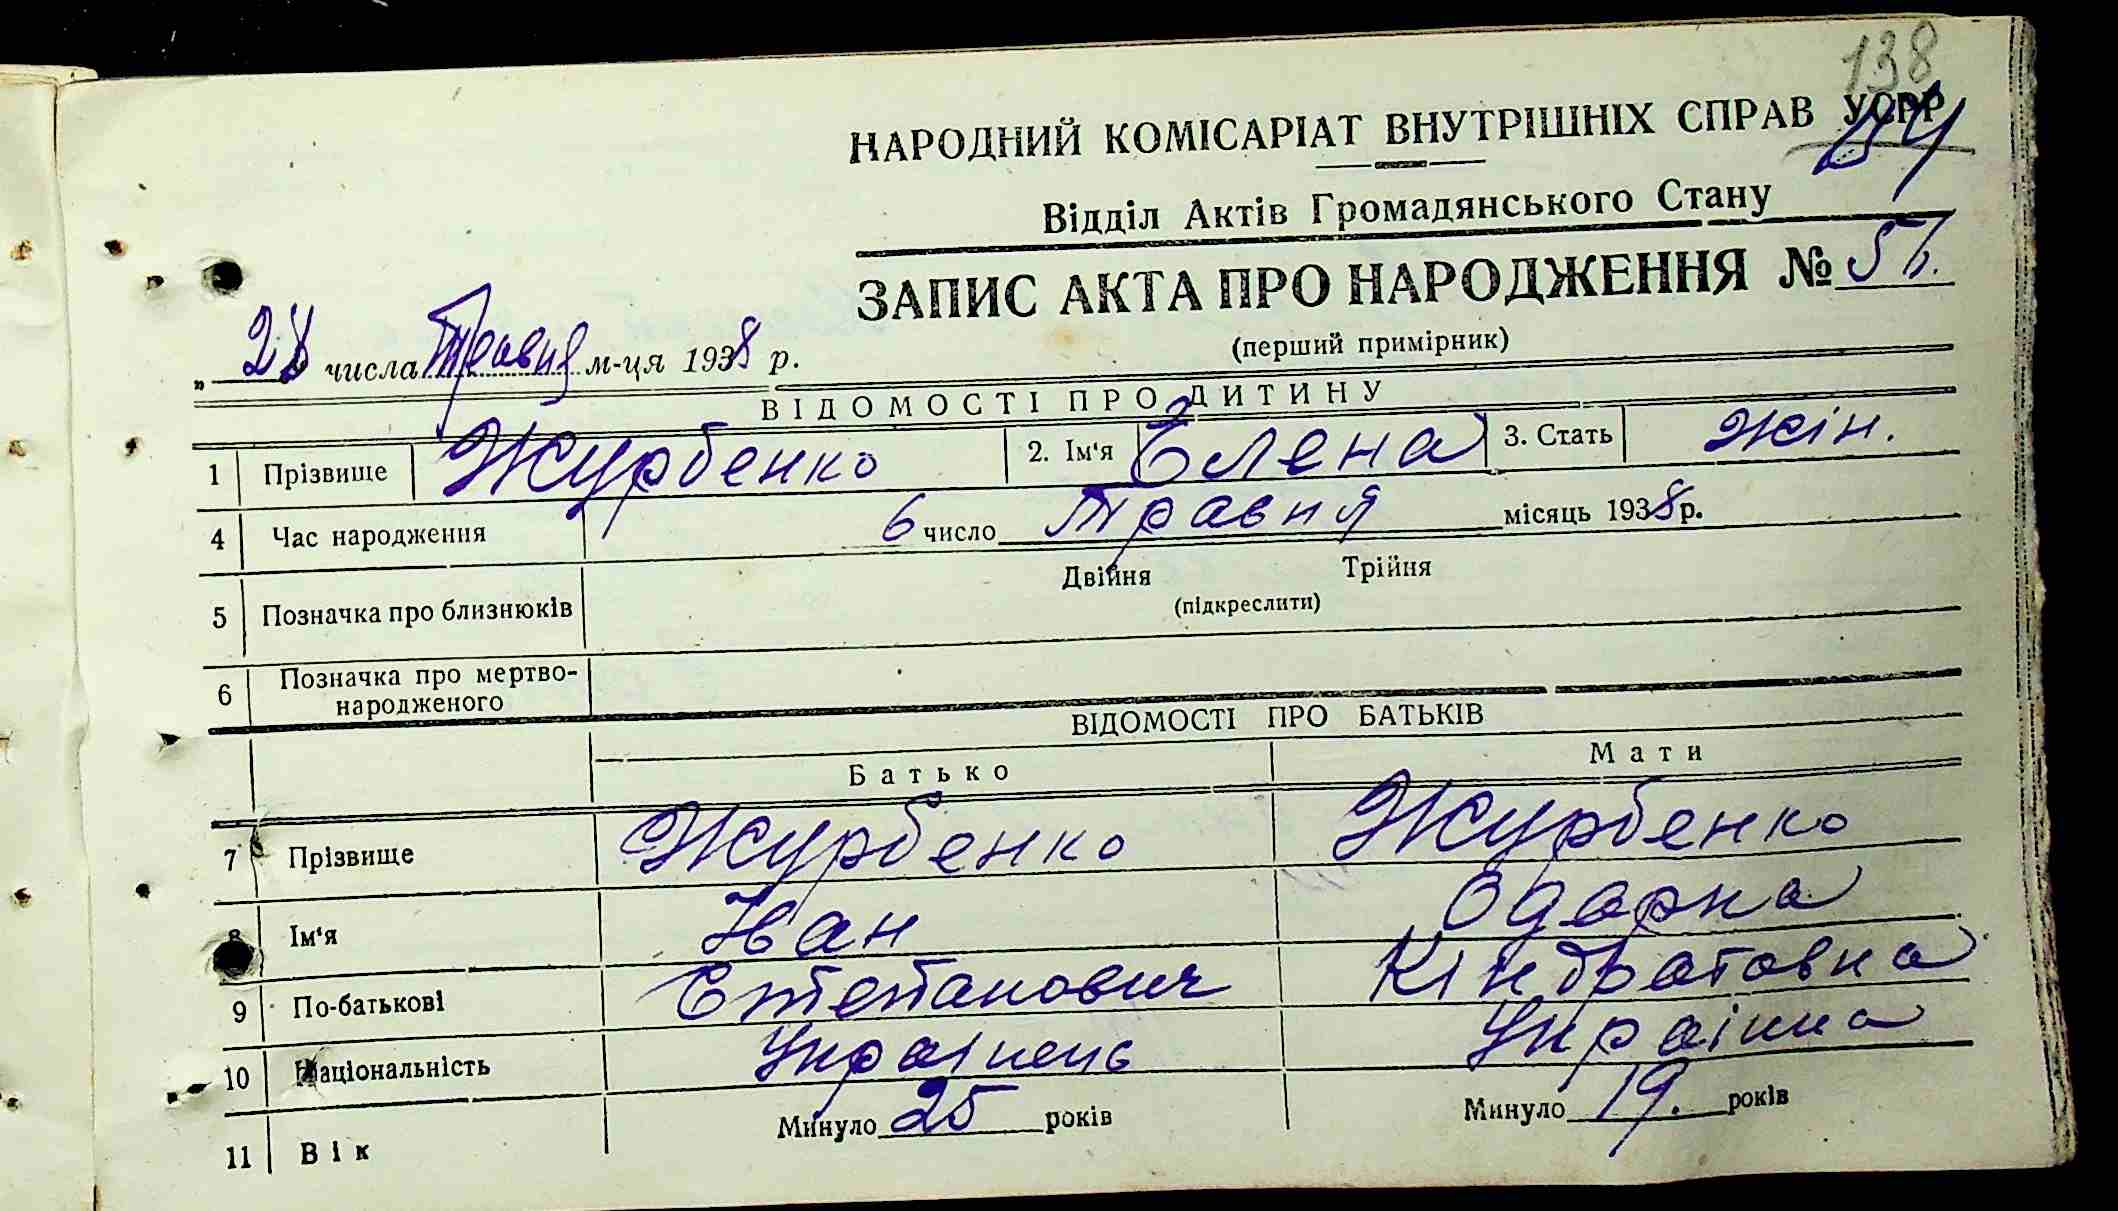 138
НАРОДНИЙ КОМІСАРІАТ ВНУТРІШНІХ СПРАВ УСРР
Відділ Актів Громадянського Стану
ЗАПИС АКТА ПРО НАРОДЖЕННЯ №
(перший примірник)
„ числа Травня м-ця 1938 р.
ВІДОМОСТІ ПРО ДИТИНУ
1 Прізвище Журбенко 2. Ім'я Єлена 3. Стать жін.
4 Час народження 6 число Травня місяць 1938 р.
5 Позначка про близнюків Двійня Трійня
(підкреслити)
6 Позначка про мертво-
народженого
ВІДОМОСТІ ПРО БАТЬКІВ
Батько Мати
7 Прізвище Журбенко Журбенко
8 Ім'я Іван Одарка
9 По-батькові Степанович Кіндратовна
10 Національність Українець Українка
11 Вік Минуло 25 років Минуло 19. років